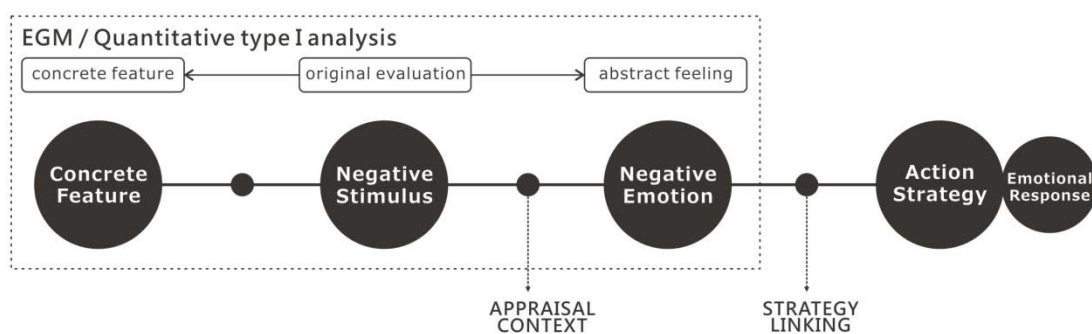 EGM / Quantitative type I analysis
concrete feature
original evaluation
abstract feeling
Concrete
Feature
Negative
Stimulus
Negative
Emotion
Action
Strategy
Emotional
Response
APPRAISAL
CONTEXT
STRATEGY
LINKING